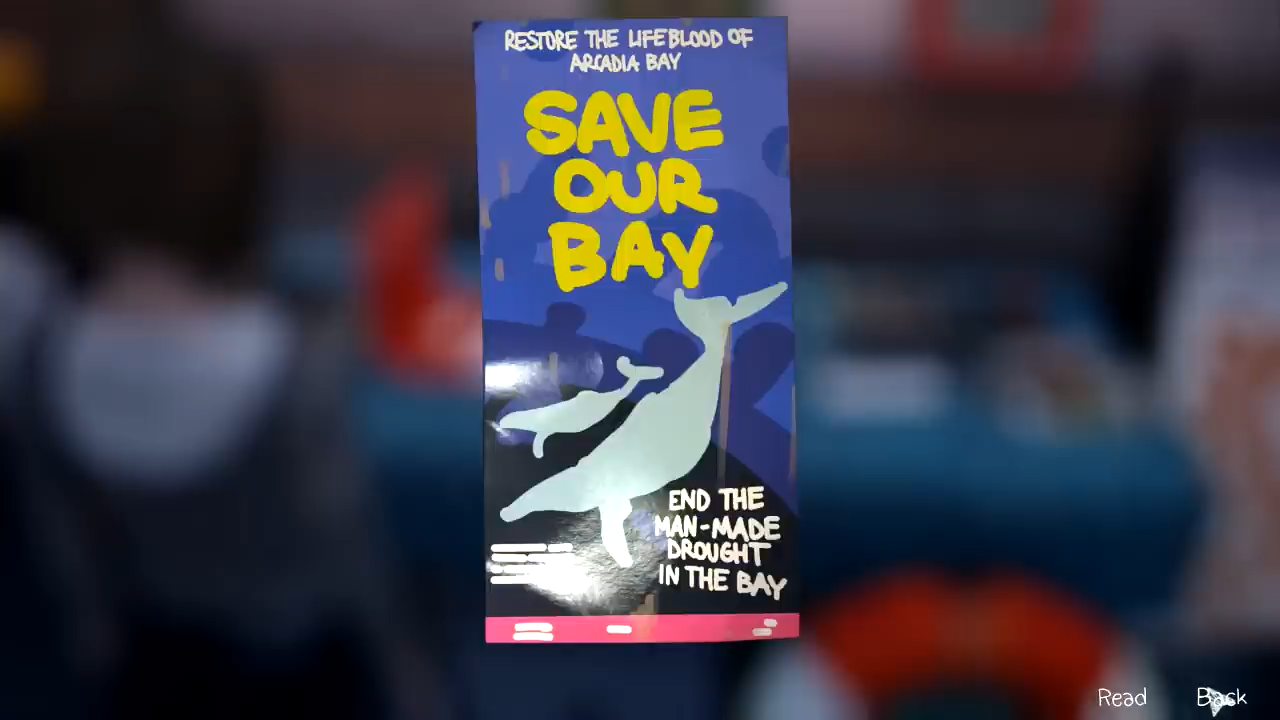 RESTORE THE LIFEBLOOD OF
ARCADIA BAY
SAVE
OUR
BAY
END THE
MAN-MADE
DROUGHT
IN THE BAY
Read Back